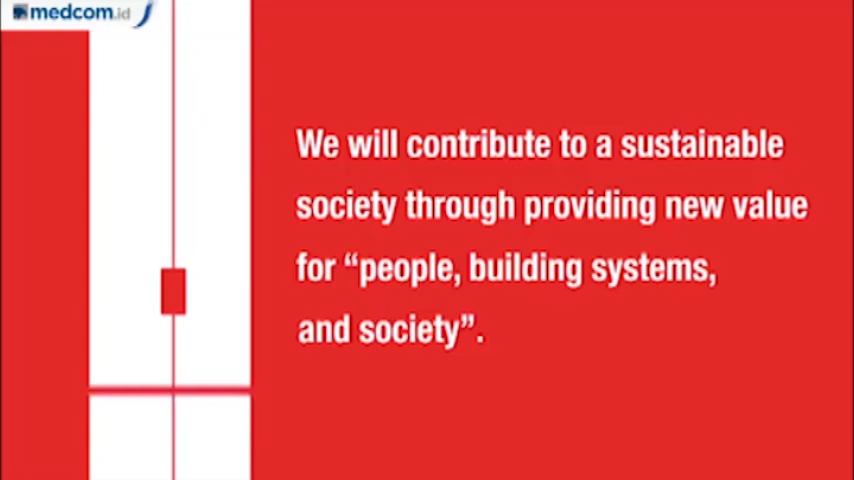 medcom.id
We will contribute to a sustainable
society through providing new value
for “people, building systems,
and society”.